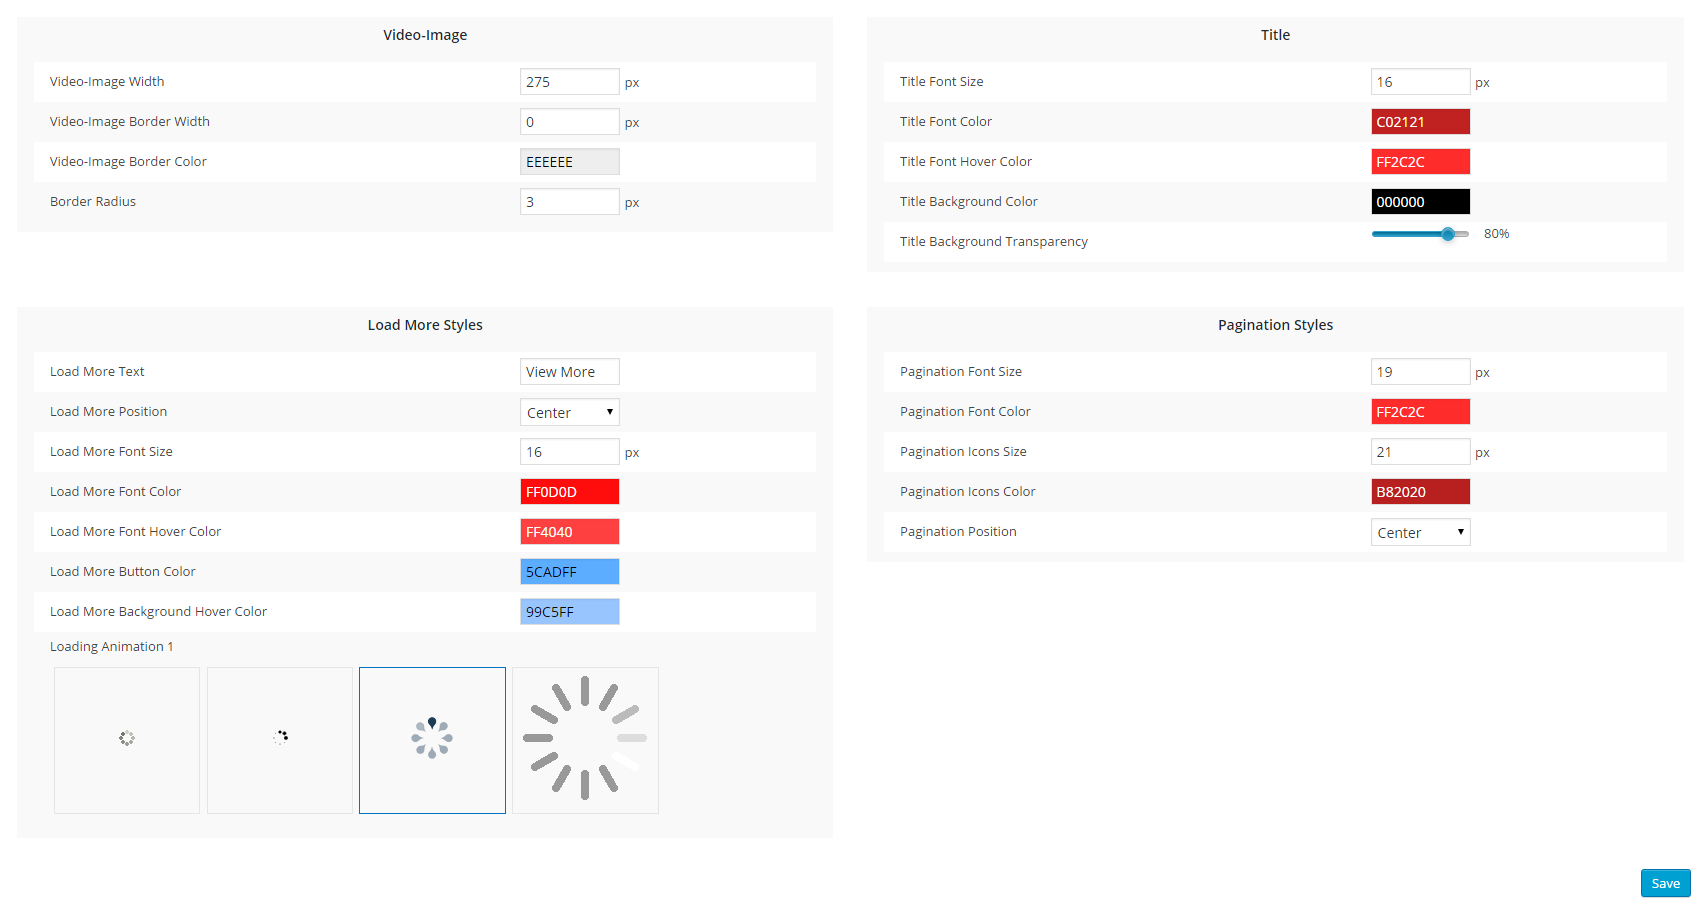 Video-Image
Video-Image Width 275 px
Video-Image Border Width 0 px
Video-Image Border Color EEEEEE
Border Radius 3 px
Title
Title Font Size 16 px
Title Font Color C02121
Title Font Hover Color FF2C2C
Title Background Color 000000
Title Background Transparency 80%
Load More Styles
Load More Text View More
Load More Position Center
Load More Font Size 16 px
Load More Font Color FF0D0D
Load More Font Hover Color FF4040
Load More Button Color 5CADFF
Load More Background Hover Color 99C5FF
Loading Animation 1
Pagination Styles
Pagination Font Size 19 px
Pagination Font Color FF2C2C
Pagination Icons Size 21 px
Pagination Icons Color B82020
Pagination Position Center
Save